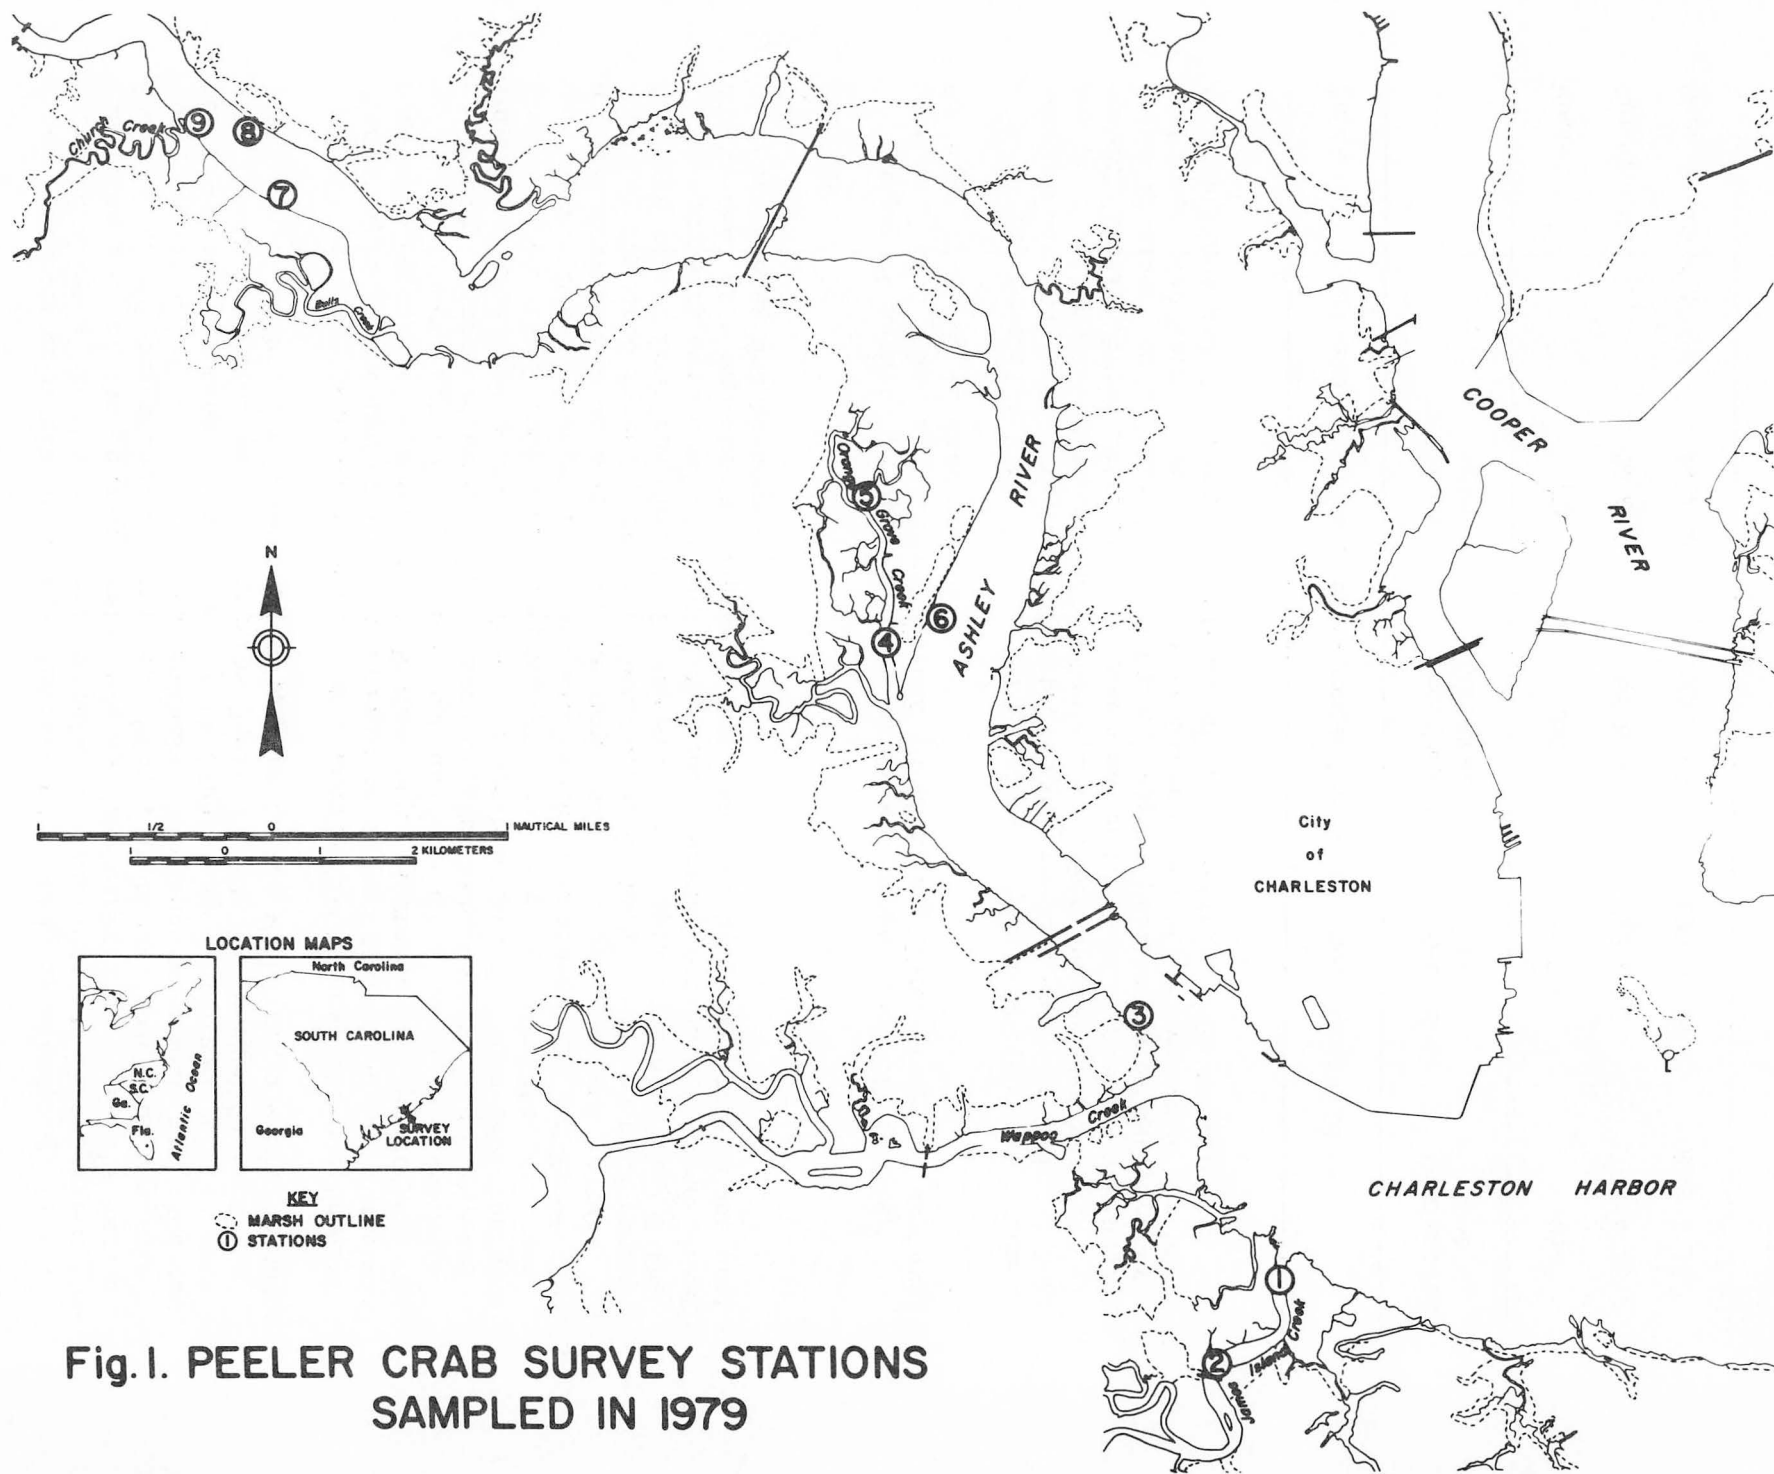 Church Creek
9
8
7
Bulls Creek
COOPER RIVER
ASHLEY RIVER
Orange Grove Creek
5
6
4
N
1 1/2 0 1 NAUTICAL MILES
1 0 1 2 KILOMETERS
City
of
CHARLESTON
LOCATION MAPS
N.C.
S.C.
Ga.
Fla.
Atlantic Ocean
North Carolina
SOUTH CAROLINA
Georgia
SURVEY
LOCATION
KEY
MARSH OUTLINE
1 STATIONS
3
Wappoo Creek
CHARLESTON HARBOR
1
2
James Island Creek
Fig. 1. PEELER CRAB SURVEY STATIONS
SAMPLED IN 1979